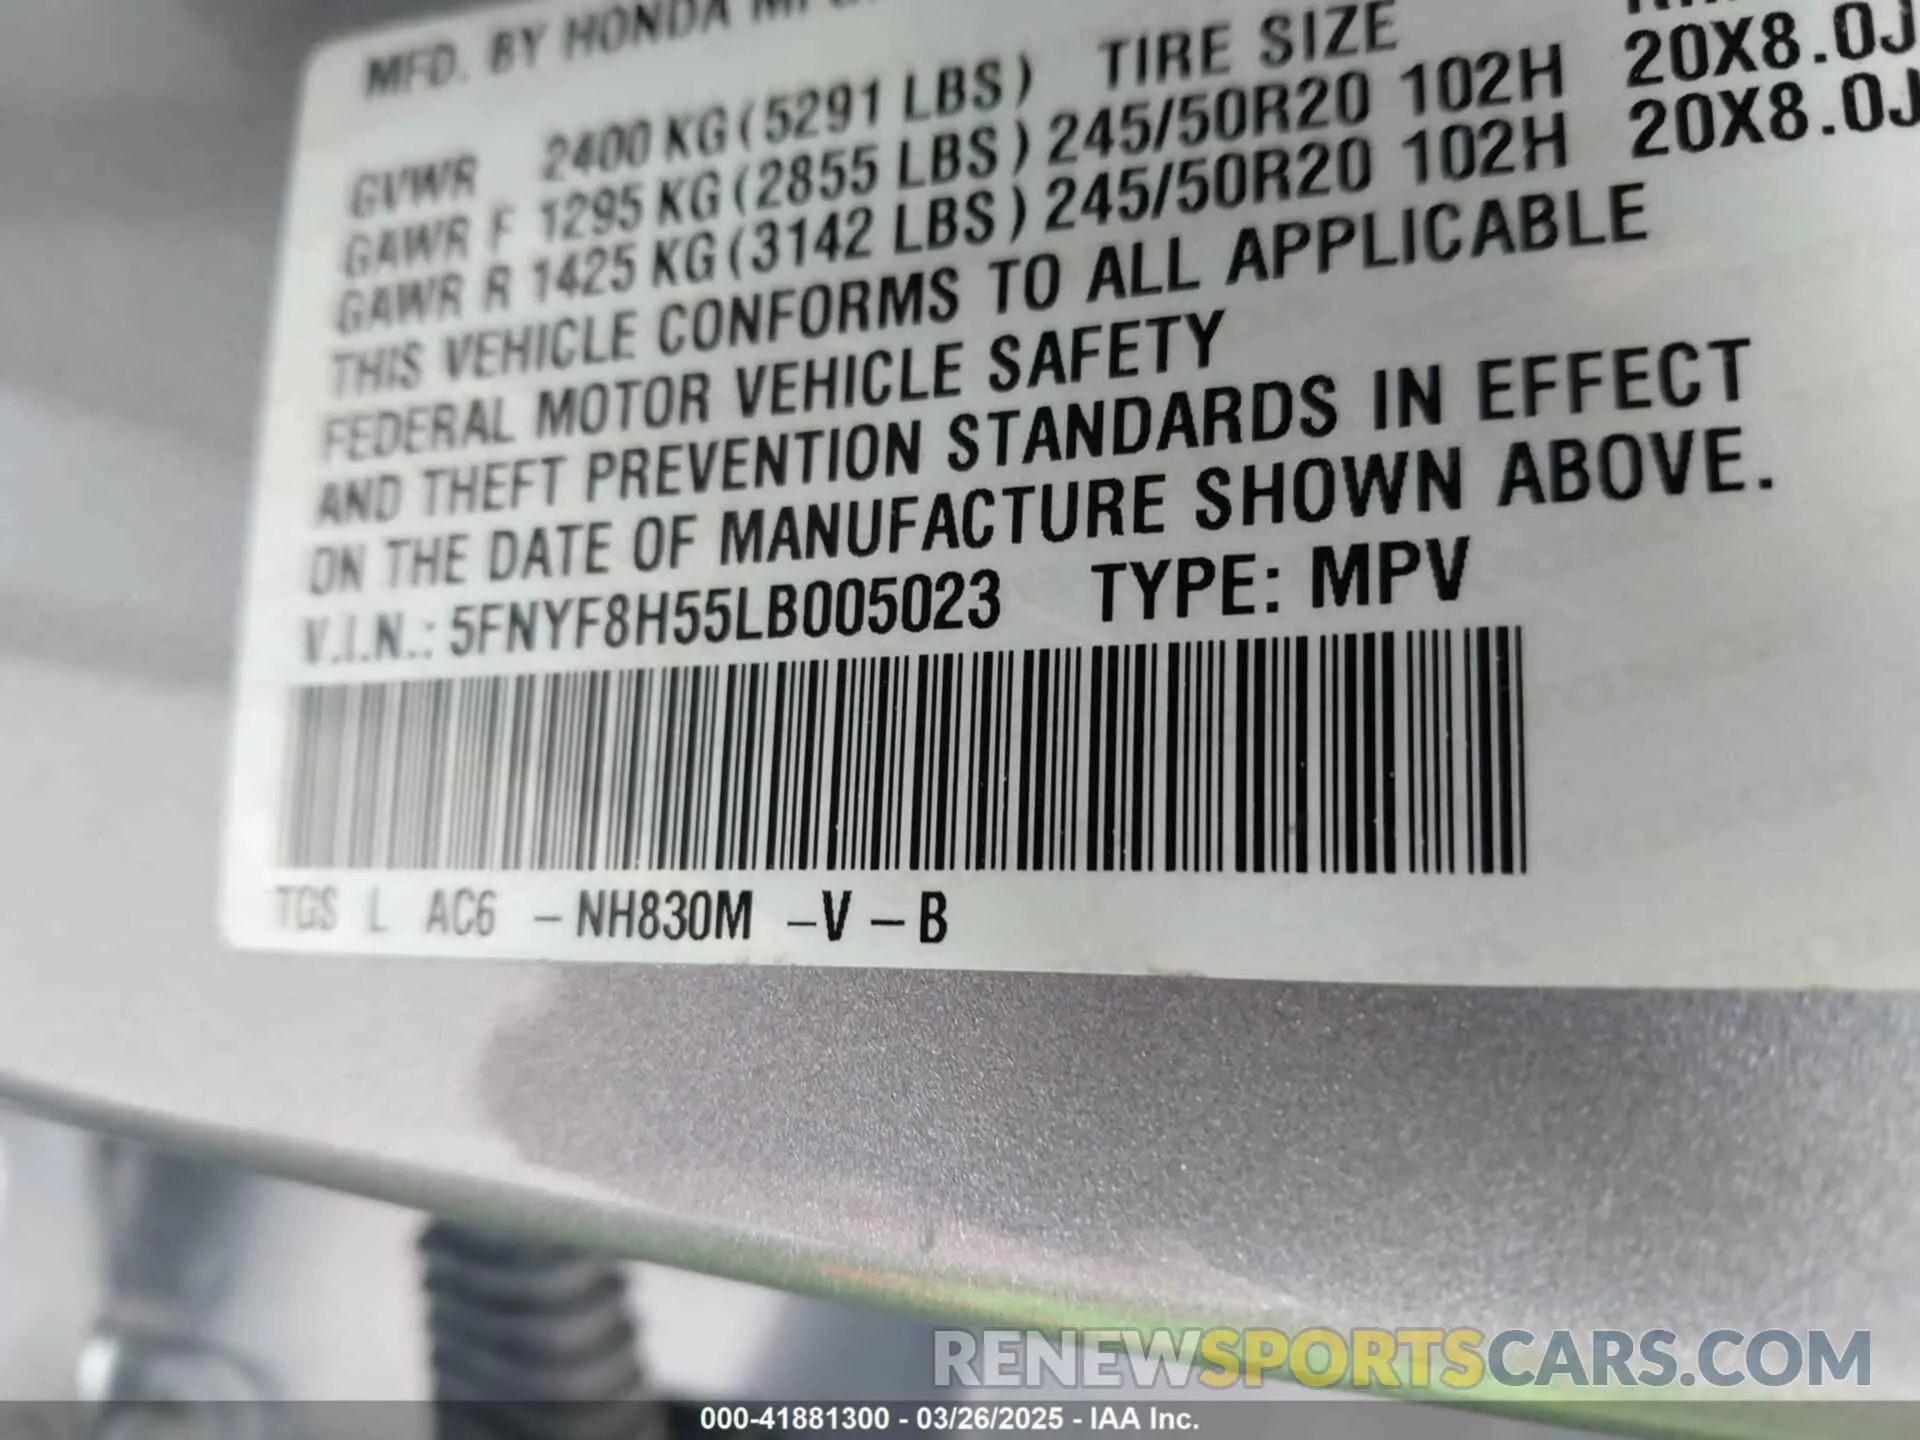 MFD. BY HONDA
TIRE SIZE
GVWR 2400 KG (5291 LBS)
GAWR F 1295 KG (2855 LBS) 245/50R20 102H 20X8.0J
GAWR R 1425 KG (3142 LBS) 245/50R20 102H 20X8.0J
THIS VEHICLE CONFORMS TO ALL APPLICABLE
FEDERAL MOTOR VEHICLE SAFETY
AND THEFT PREVENTION STANDARDS IN EFFECT
ON THE DATE OF MANUFACTURE SHOWN ABOVE.
V.I.N.: 5FNYF8H55LB005023 TYPE: MPV
TGS L AC6 – NH830M –V – B
RENEWSPORTSCARS.COM
000-41881300 - 03/26/2025 - IAA Inc.